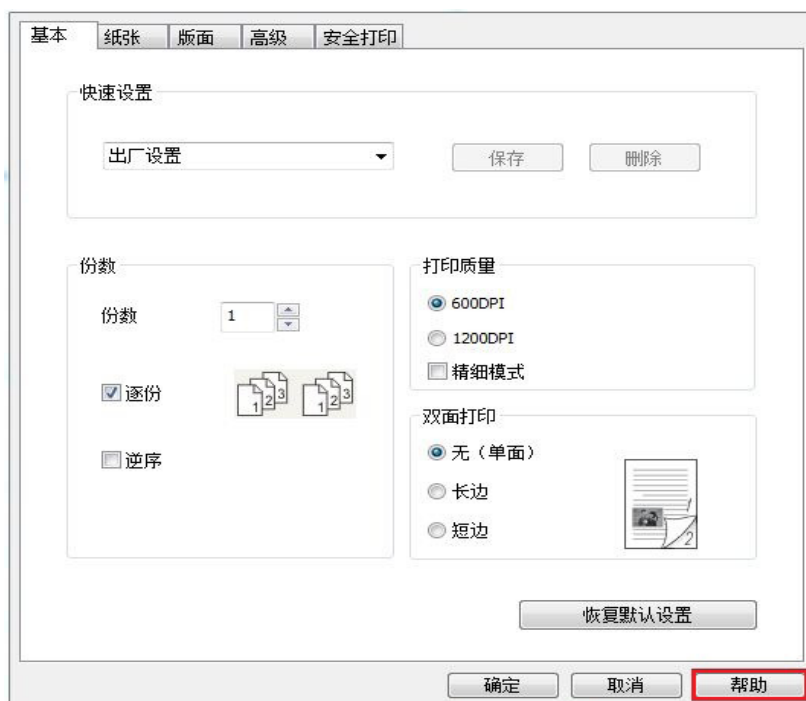 基本 纸张 版面 高级 安全打印
快速设置
出厂设置 保存 删除
份数
份数 1
逐份 1 2 3 1 2 3
逆序
打印质量
600DPI
1200DPI
精细模式
双面打印
无（单面）
长边
短边
1
2
恢复默认设置
确定 取消 帮助